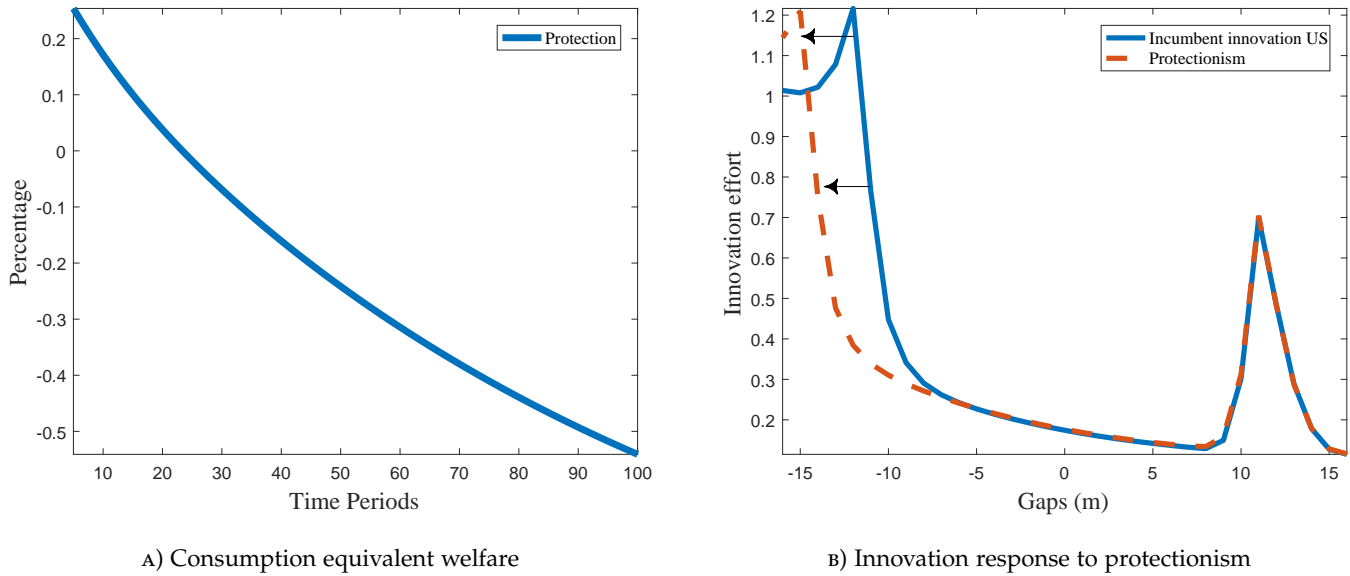 0.2
0.1
0
-0.1
-0.2
-0.3
-0.4
-0.5
Percentage
10 20 30 40 50 60 70 80 90 100
Time Periods
Protection
A) Consumption equivalent welfare
1.2
1.1
1
0.9
0.8
0.7
0.6
0.5
0.4
0.3
0.2
Innovation effort
-15 -10 -5 0 5 10 15
Gaps (m)
Incumbent innovation US
Protectionism
B) Innovation response to protectionism